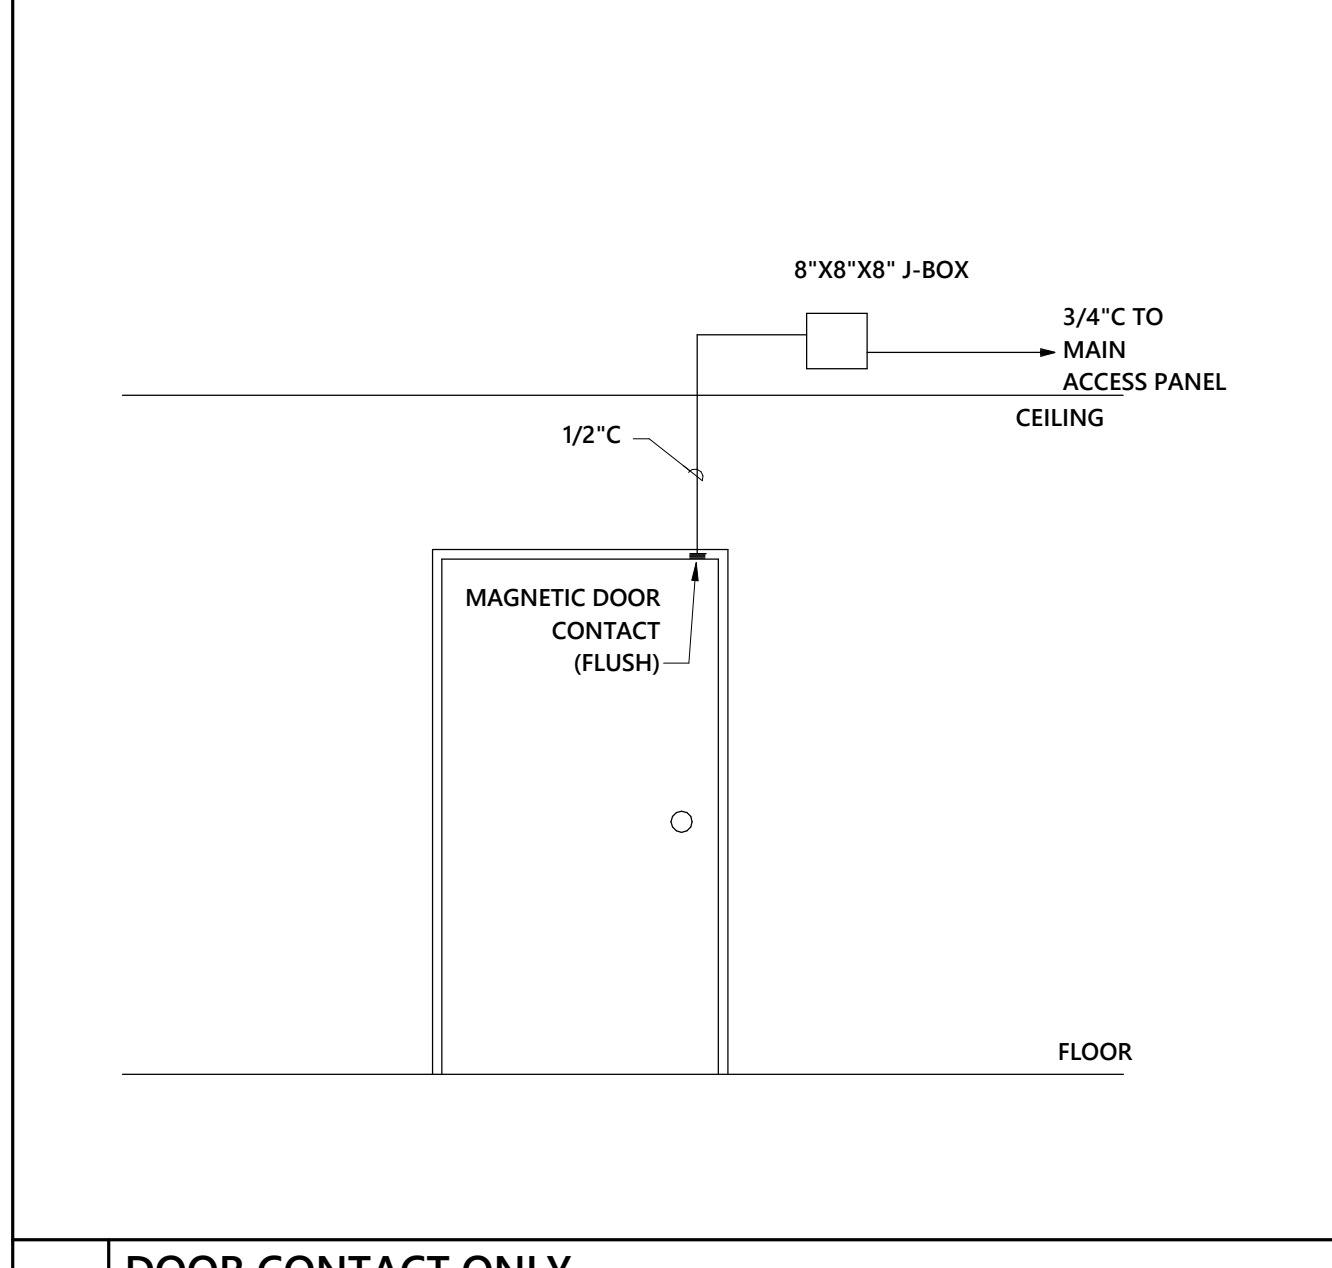 8"X8"X8" J-BOX
3/4"C TO
MAIN
ACCESS PANEL
CEILING
1/2"C
MAGNETIC DOOR
CONTACT
(FLUSH)
FLOOR
DOOR CONTACT ONLY